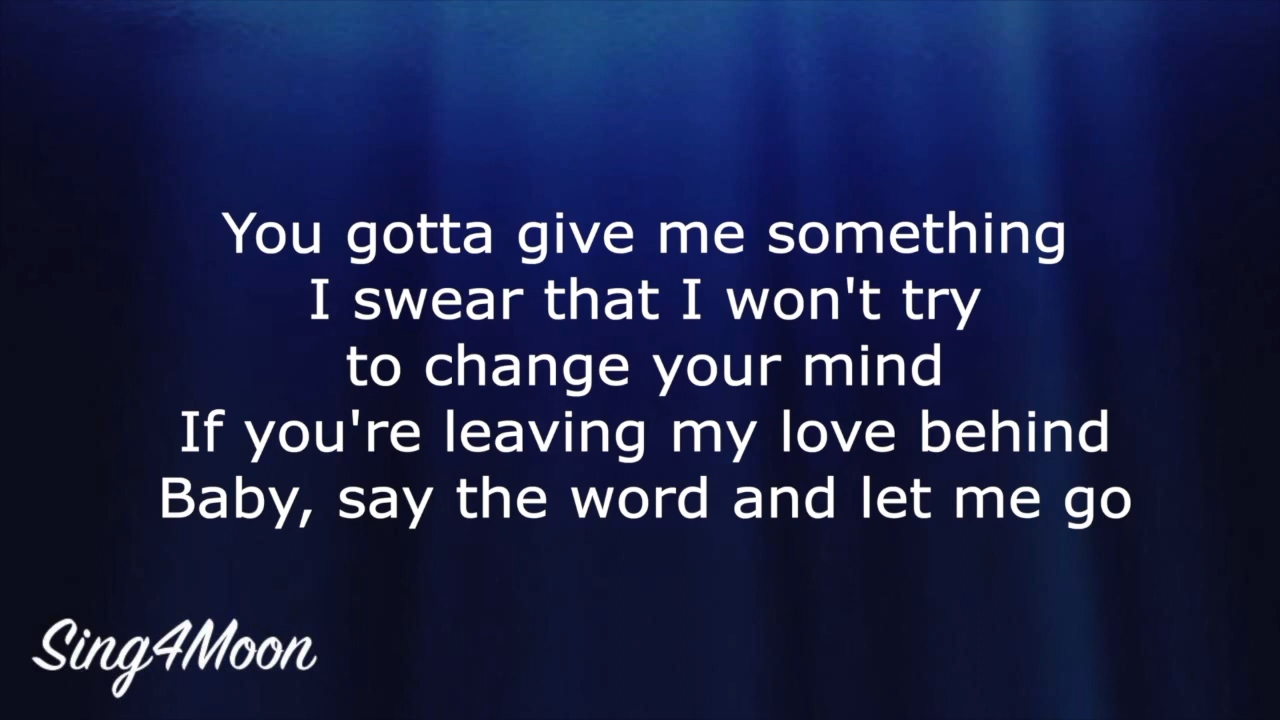 You gotta give me something
I swear that I won't try
to change your mind
If you're leaving my love behind
Baby, say the word and let me go
Sing4Moon